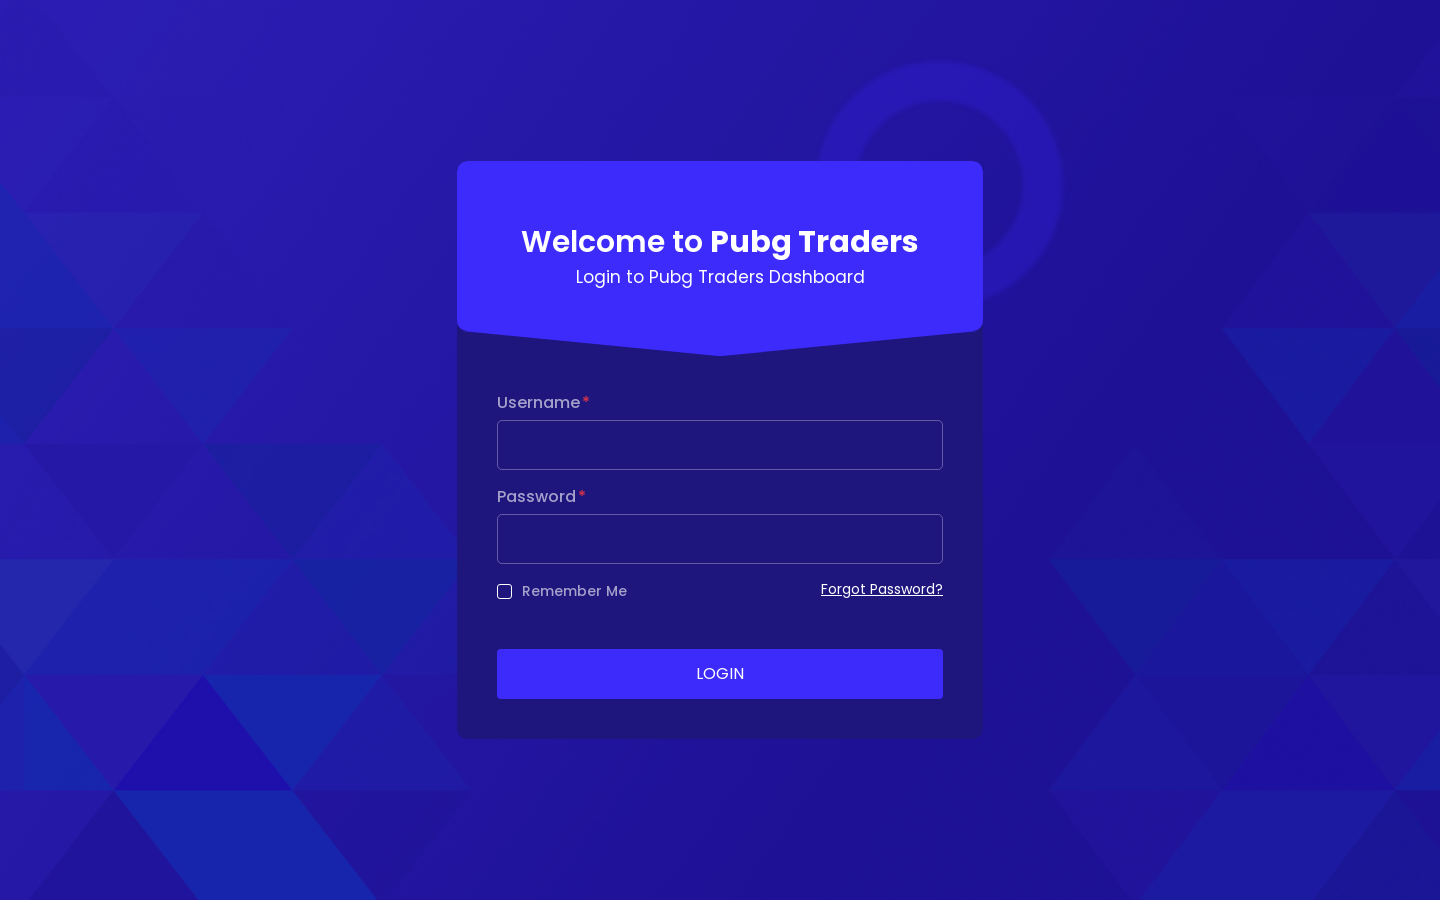 Welcome to Pubg Traders
Login to Pubg Traders Dashboard
Username*
Password*
Remember Me
Forgot Password?
LOGIN